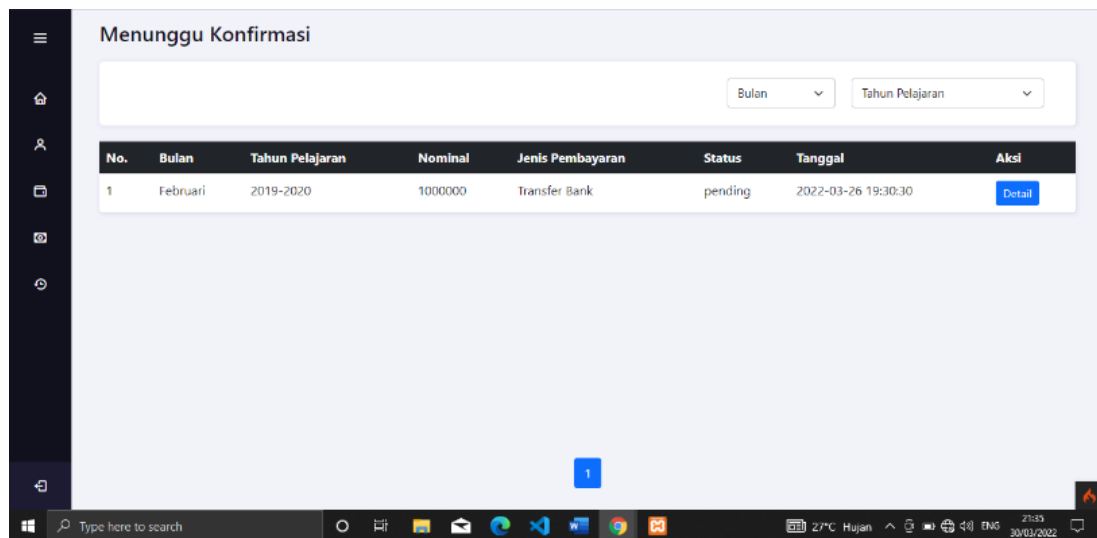 Menunggu Konfirmasi
Bulan Tahun Pelajaran
No. Bulan Tahun Pelajaran Nominal Jenis Pembayaran Status Tanggal Aksi
1 Februari 2019-2020 1000000 Transfer Bank pending 2022-03-26 19:30:30 Detail
1
Type here to search 27°C Hujan ENG 21:35
30/03/2022